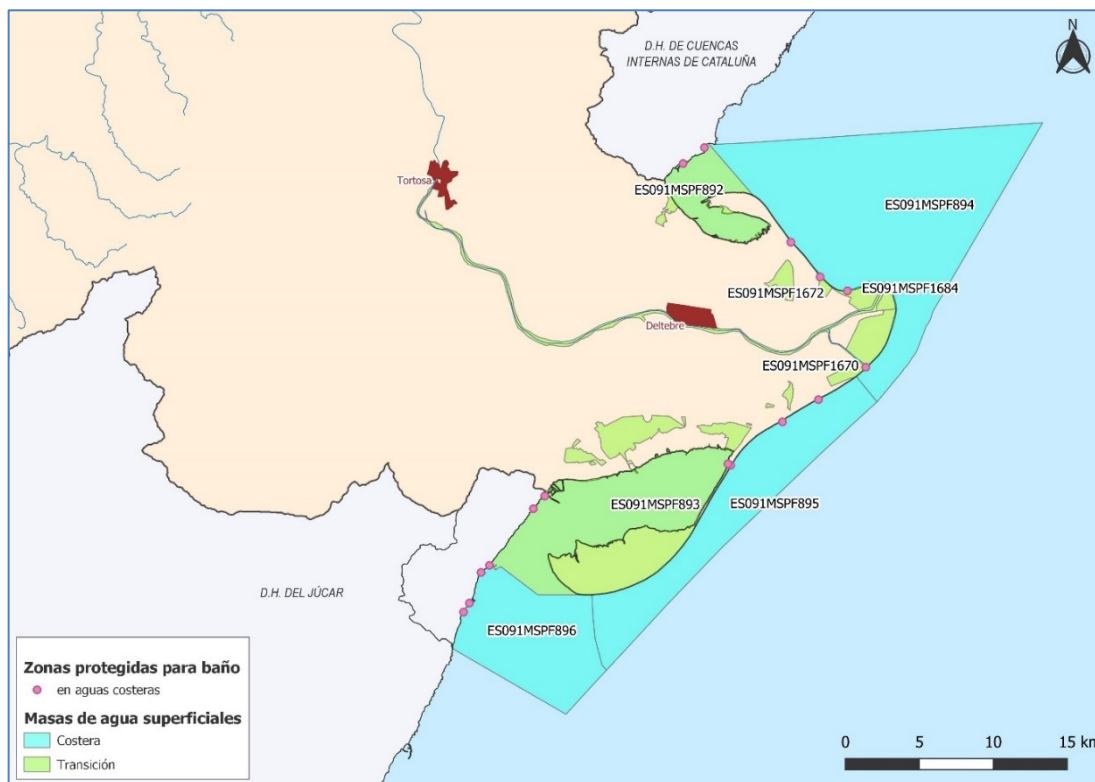 D.H. DE CUENCAS
INTERNAS DE CATALUÑA
N
Tortosa
ES091MSPF892
ES091MSPF894
ES091MSPF1672
ES091MSPF1684
Deltebre
ES091MSPF1670
ES091MSPF893
ES091MSPF895
D.H. DEL JÚCAR
ES091MSPF896
Zonas protegidas para baño
en aguas costeras
Masas de agua superficiales
Costera
Transición
0 5 10 15 km